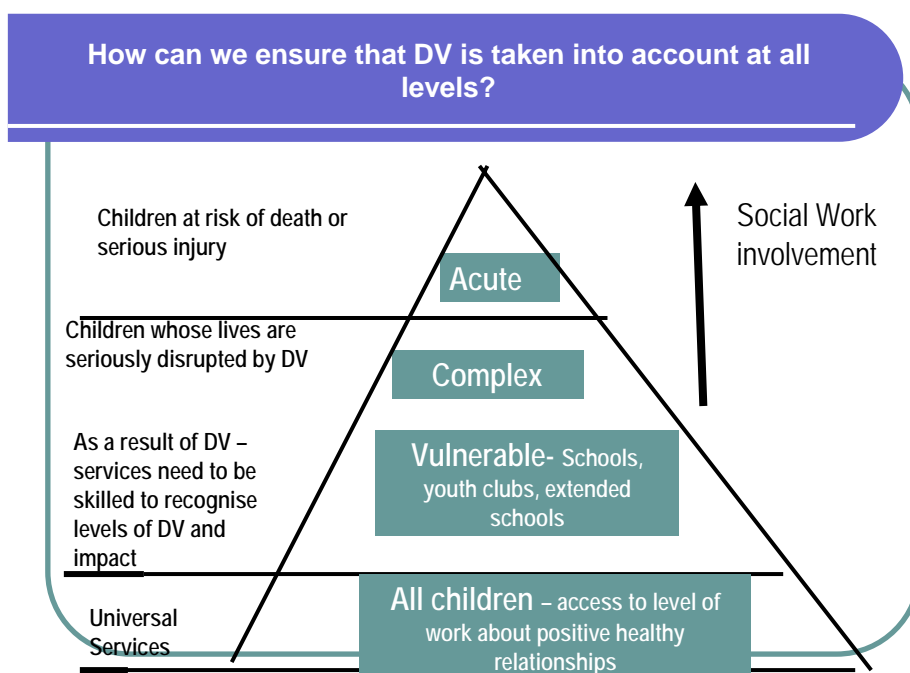 How can we ensure that DV is taken into account at all
levels?
Children at risk of death or
serious injury
Acute
Social Work
involvement
Children whose lives are
seriously disrupted by DV
Complex
As a result of DV –
services need to be
skilled to recognise
levels of DV and
impact
Vulnerable- Schools,
youth clubs, extended
schools
Universal
Services
All children – access to level of
work about positive healthy
relationships